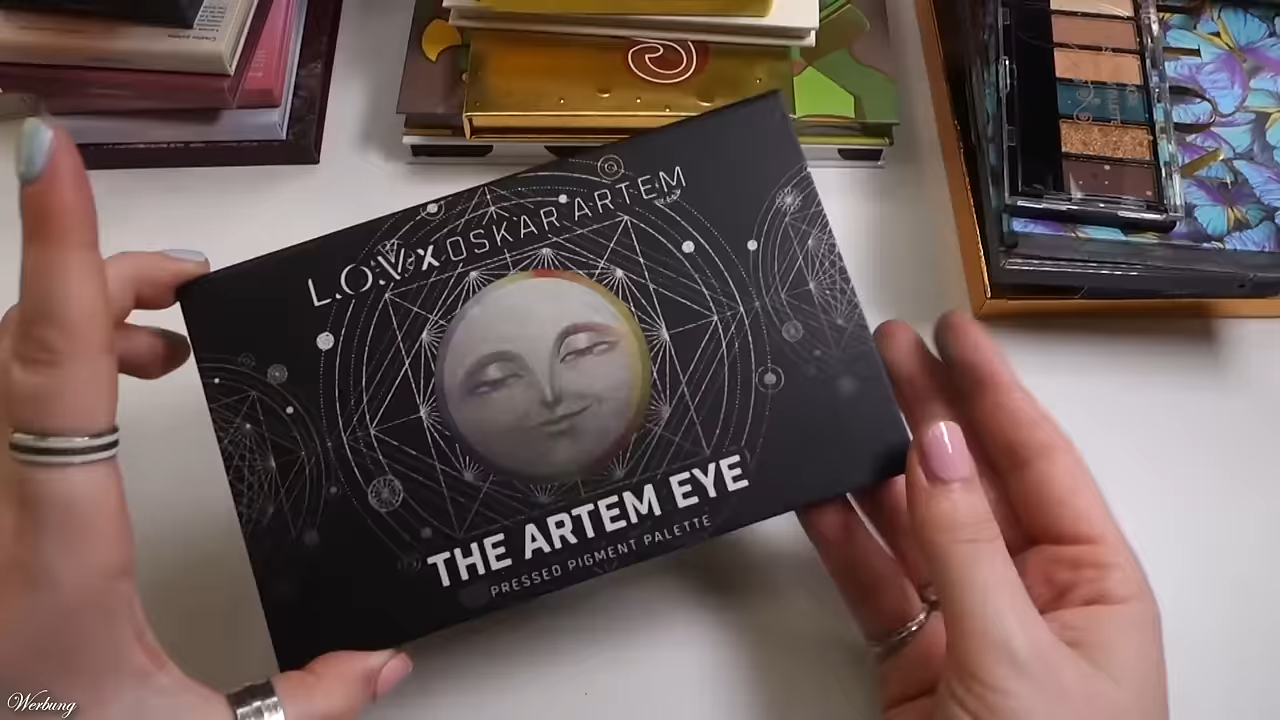 L.O.V x OSKAR ARTEM
THE ARTEM EYE
PRESSED PIGMENT PALETTE
Werbung